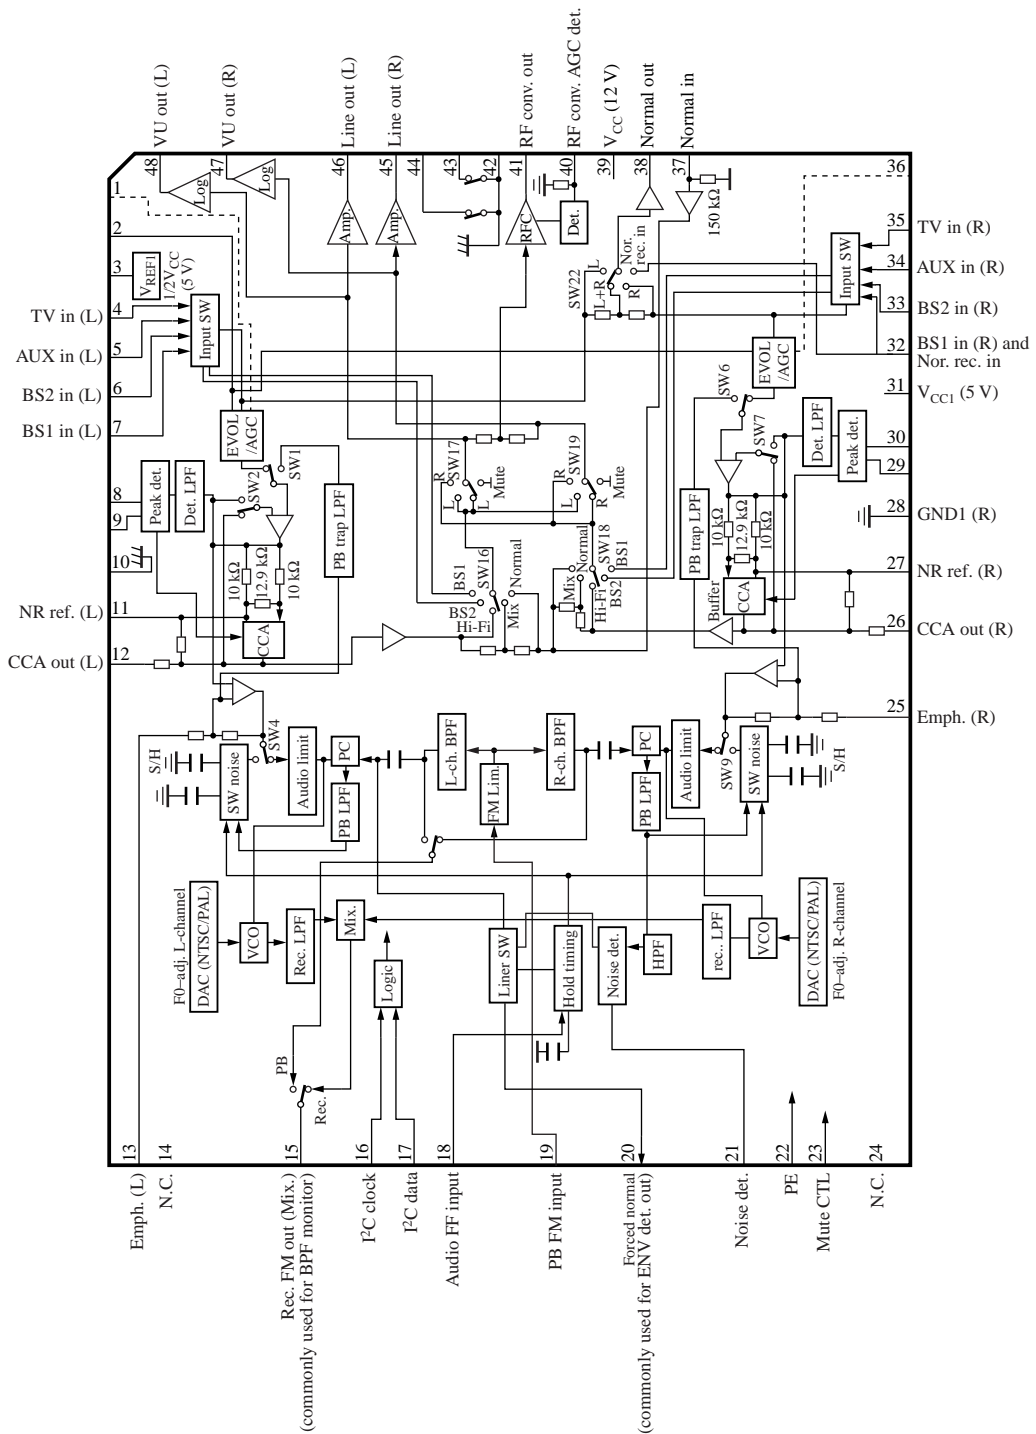 VU out (L)
VU out (R)
Line out (L)
Line out (R)
RF conv. out
RF conv. AGC det.
VCC (12 V)
Normal out
Normal in
48
47
46
45
44
43
42
41
40
39
38
37
1
2
3
4
5
6
7
8
9
10
11
12
TV in (L)
AUX in (L)
BS2 in (L)
BS1 in (L)
NR ref. (L)
CCA out (L)
36
35
34
33
32
31
30
29
28
27
26
25
TV in (R)
AUX in (R)
BS2 in (R)
BS1 in (R) and
Nor. rec. in
VCC1 (5 V)
GND1 (R)
NR ref. (R)
CCA out (R)
Emph. (R)
Log
Log
Amp.
Amp.
RFC
Det.
150 kΩ
VREF1
1/2VCC
(5 V)
Input SW
Input SW
SW22
L
L+R
R
Nor.
rec. in
EVOL
/AGC
EVOL
/AGC
SW1
SW2
SW6
SW7
Peak det.
Det. LPF
Det. LPF
Peak det.
PB trap LPF
PB trap LPF
10 kΩ
12.9 kΩ
10 kΩ
10 kΩ
12.9 kΩ
10 kΩ
CCA
CCA
Buffer
R
SW17
L
L
Mute
R
SW19
L
R
Mute
BS1
SW16
Normal
BS2
Hi-Fi
Mix
Normal
SW18
BS1
Mix
Hi-Fi
BS2
S/H
SW noise
SW4
Audio limit
PC
PB LPF
L-ch. BPF
FM Lim.
R-ch. BPF
PC
PB LPF
Audio limit
SW9
SW noise
S/H
F0–adj. L-channel
DAC (NTSC/PAL)
VCO
Rec. LPF
Mix.
Logic
Liner SW
Hold timing
Noise det.
HPF
rec.. LPF
VCO
DAC (NTSC/PAL)
F0–adj. R-channel
PB
Rec.
13
14
15
16
17
18
19
20
21
22
23
24
Emph. (L)
N.C.
Rec. FM out (Mix.)
(commonly used for BPF monitor)
I2C clock
I2C data
Audio FF input
PB FM input
Forced normal
(commonly used for ENV det. out)
Noise det.
PE
Mute CTL
N.C.